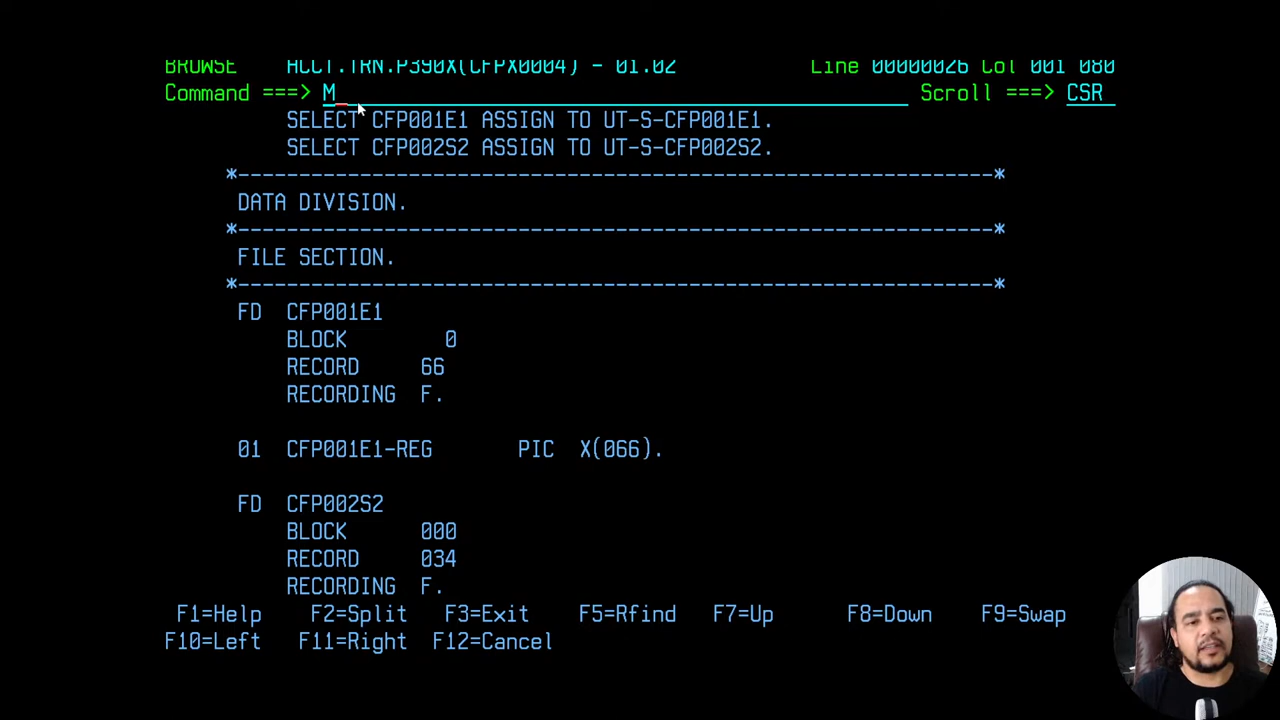 BROWSE ACCT.TRN.P390X(CFPX0004) - 01.02 Line 00000026 Col 001 080
Command ===> M_ Scroll ===> CSR
SELECT CFP001E1 ASSIGN TO UT-S-CFP001E1.
SELECT CFP002S2 ASSIGN TO UT-S-CFP002S2.
*--------------------------------------------------------------*
DATA DIVISION.
*--------------------------------------------------------------*
FILE SECTION.
*--------------------------------------------------------------*
FD CFP001E1
BLOCK 0
RECORD 66
RECORDING F.
01 CFP001E1-REG PIC X(066).
FD CFP002S2
BLOCK 000
RECORD 034
RECORDING F.
F1=Help F2=Split F3=Exit F5=Rfind F7=Up F8=Down F9=Swap
F10=Left F11=Right F12=Cancel